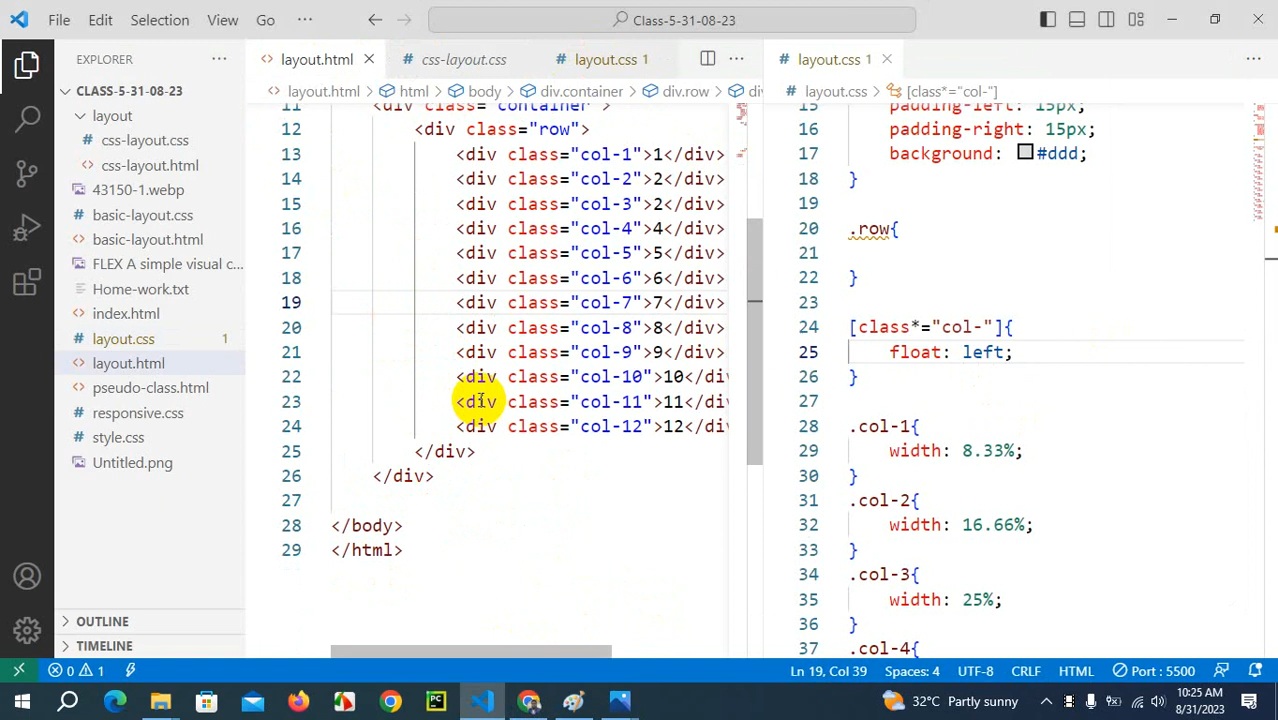 File Edit Selection View Go ··· Class-5-31-08-23
EXPLORER ···
CLASS-5-31-08-23
layout
css-layout.css
css-layout.html
43150-1.webp
basic-layout.css
basic-layout.html
FLEX A simple visual c...
Home-work.txt
index.html
layout.css 1
layout.html
pseudo-class.html
responsive.css
style.css
Untitled.png
OUTLINE
TIMELINE
layout.html css-layout.css layout.css 1 ···
layout.html > html > body > div.container > div.row > div
11 <div class="container">
12 <div class="row">
13 <div class="col-1">1</div>
14 <div class="col-2">2</div>
15 <div class="col-3">2</div>
16 <div class="col-4">4</div>
17 <div class="col-5">5</div>
18 <div class="col-6">6</div>
19 <div class="col-7">7</div>
20 <div class="col-8">8</div>
21 <div class="col-9">9</div>
22 <div class="col-10">10</div
23 <div class="col-11">11</div
24 <div class="col-12">12</div
25 </div>
26 </div>
27
28 </body>
29 </html>
layout.css 1 ···
layout.css > [class*="col-"]
15 padding-left: 15px;
16 padding-right: 15px;
17 background: #ddd;
18 }
19
20 .row{
21
22 }
23
24 [class*="col-"]{
25 float: left;
26 }
27
28 .col-1{
29 width: 8.33%;
30 }
31 .col-2{
32 width: 16.66%;
33 }
34 .col-3{
35 width: 25%;
36 }
37 .col-4{
0 1 Ln 19, Col 39 Spaces: 4 UTF-8 CRLF HTML Port : 5500
PC 32°C Partly sunny 10:25 AM
8/31/2023